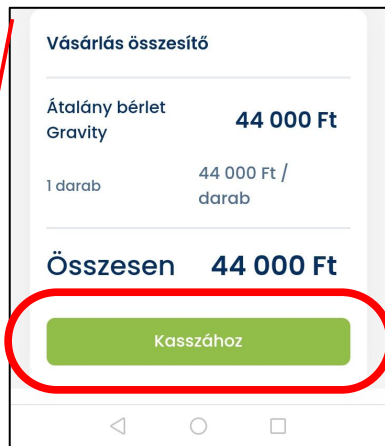 Vásárlás összesítő
Átalány bérlet
Gravity
44 000 Ft
1 darab
44 000 Ft /
darab
Összesen 44 000 Ft
Kasszához